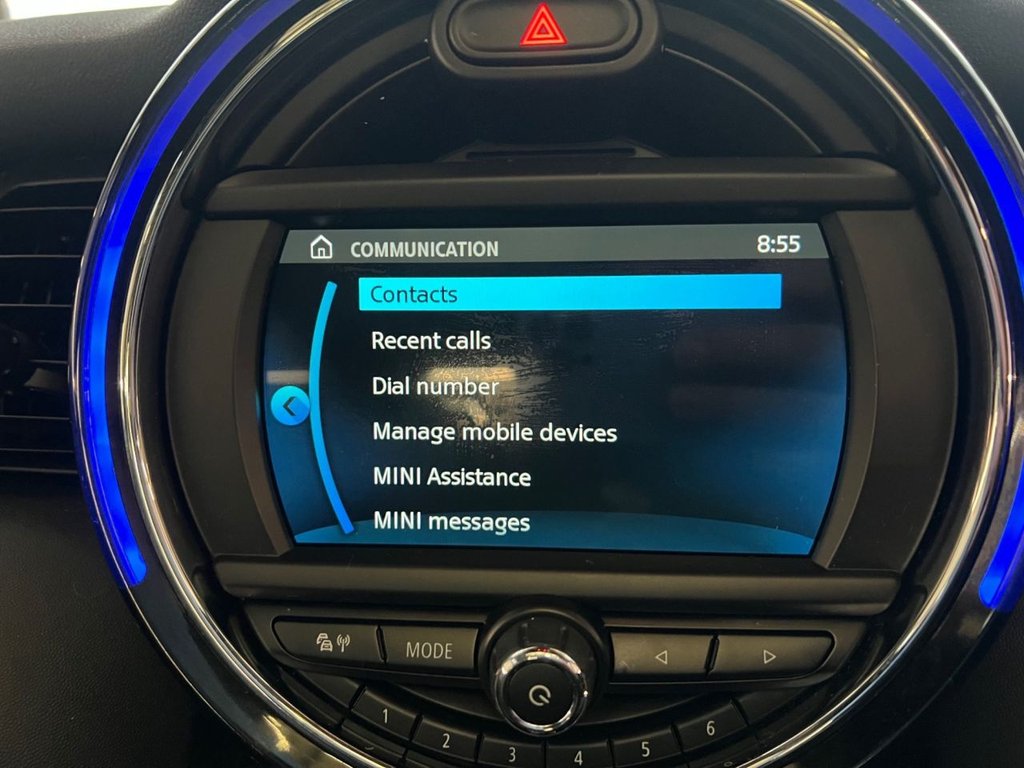 COMMUNICATION 8:55
Contacts
Recent calls
Dial number
Manage mobile devices
MINI Assistance
MINI messages
MODE
1 2 3 4 5 6